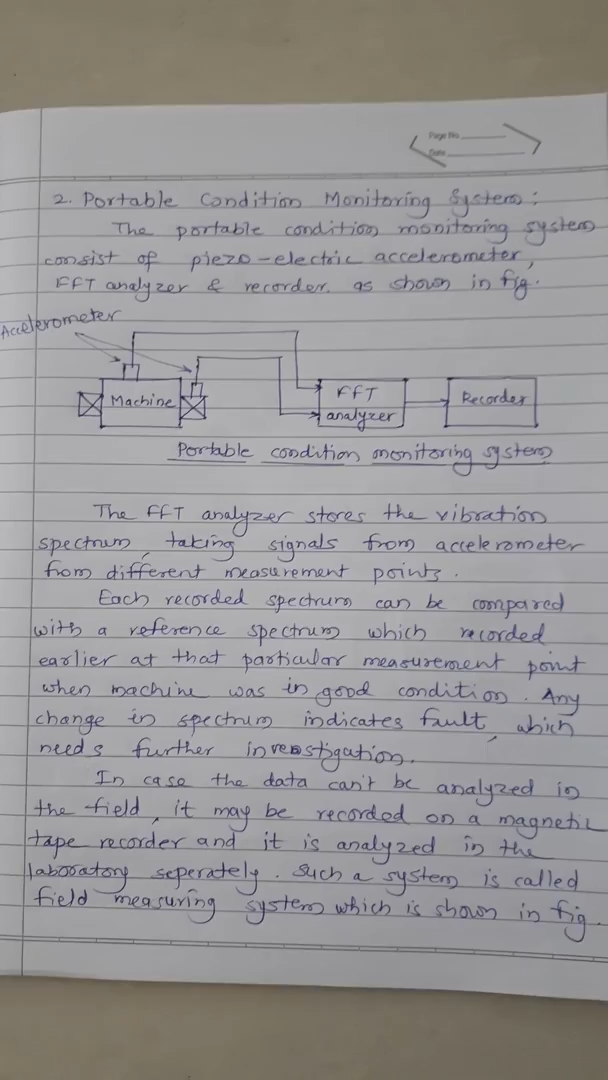 Page No.
Date
2. Portable Condition Monitoring System:
The portable condition monitoring system
consist of piezo-electric accelerometer,
FFT analyzer & recorder. as shown in fig.
Accelerometer
Machine
FFT
analyzer
Recorder
Portable condition monitoring system
The FFT analyzer stores the vibration
spectrum, taking signals from accelerometer
from different measurement points.
Each recorded spectrum can be compared
with a reference spectrum which recorded
earlier at that particular measurement point
when machine was in good condition. Any
change in spectrum indicates fault, which
needs further investigation.
In case the data can't be analyzed in
the field, it may be recorded on a magnetic
tape recorder and it is analyzed in the
laboratory seperately. Such a system is called
field measuring system which is shown in fig.